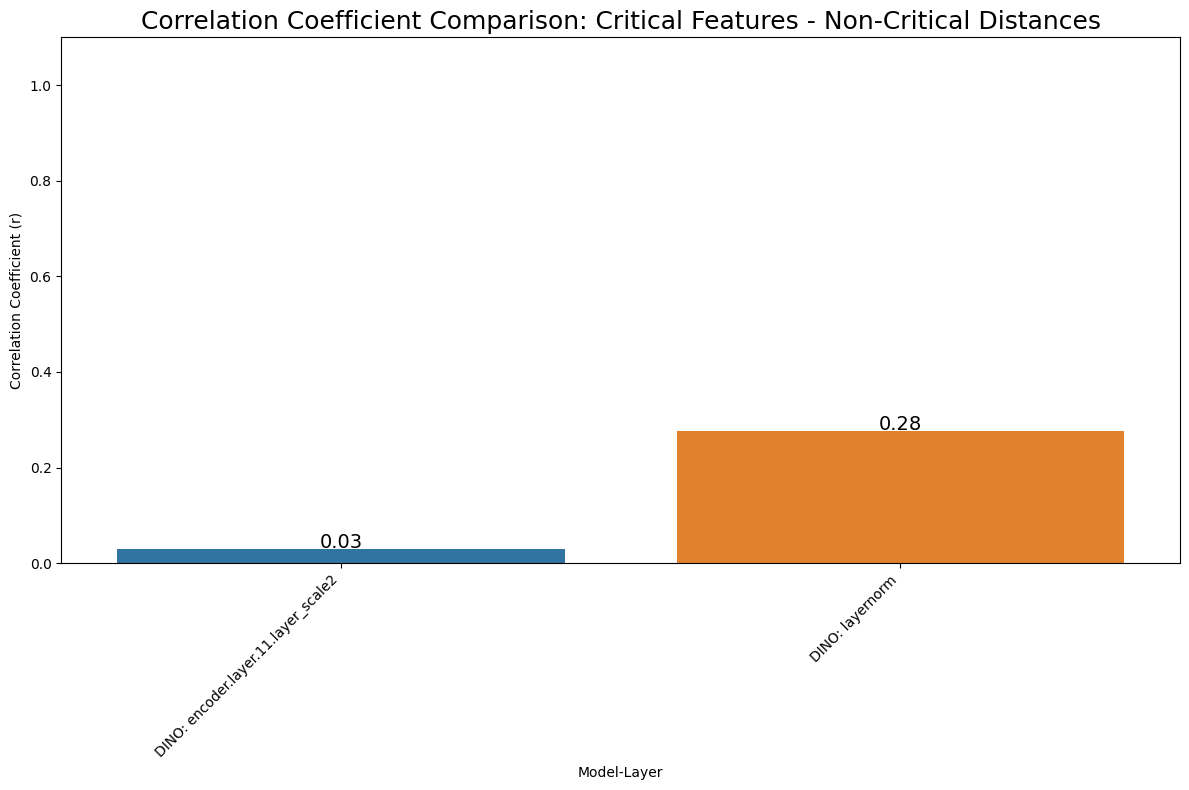 Correlation Coefficient Comparison: Critical Features - Non-Critical Distances
Correlation Coefficient (r)
1.0
0.8
0.6
0.4
0.2
0.0
0.03
0.28
DINO: encoder.layer.11.layer_scale2
DINO: layernorm
Model-Layer